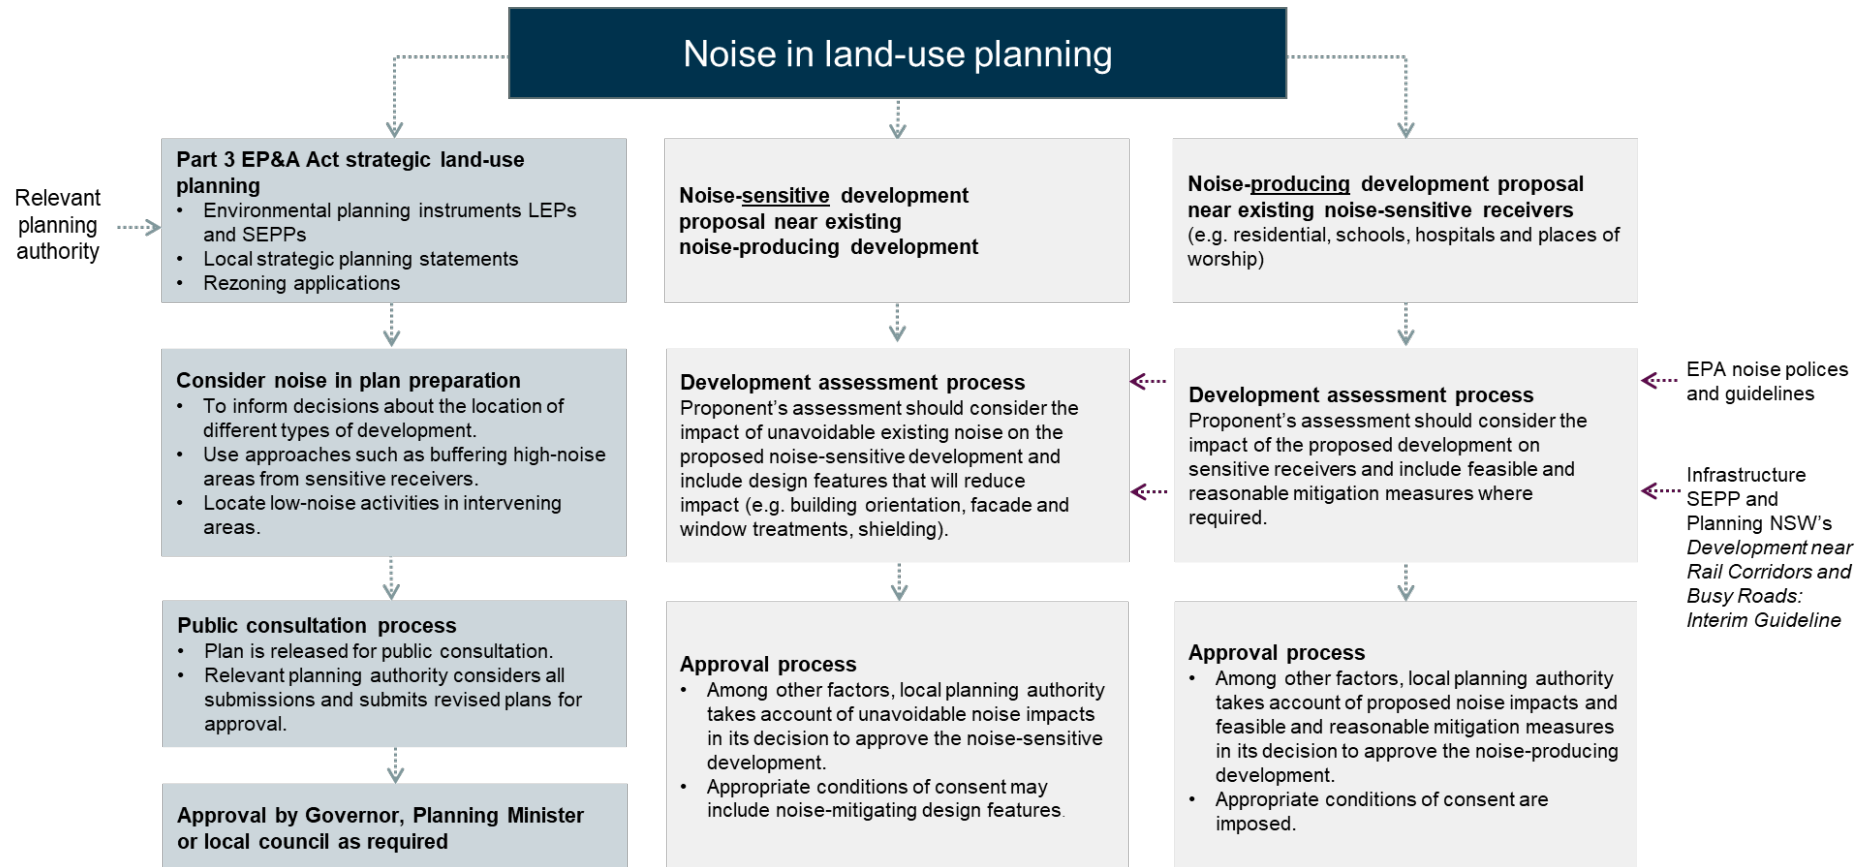 Noise in land-use planning
Relevant
planning
authority
Part 3 EP&A Act strategic land-use
planning
• Environmental planning instruments LEPs
and SEPPs
• Local strategic planning statements
• Rezoning applications
Consider noise in plan preparation
• To inform decisions about the location of
different types of development.
• Use approaches such as buffering high-noise
areas from sensitive receivers.
• Locate low-noise activities in intervening
areas.
Public consultation process
• Plan is released for public consultation.
• Relevant planning authority considers all
submissions and submits revised plans for
approval.
Approval by Governor, Planning Minister
or local council as required
Noise-sensitive development
proposal near existing
noise-producing development
Development assessment process
Proponent's assessment should consider the
impact of unavoidable existing noise on the
proposed noise-sensitive development and
include design features that will reduce
impact (e.g. building orientation, facade and
window treatments, shielding).
Approval process
• Among other factors, local planning authority
takes account of unavoidable noise impacts
in its decision to approve the noise-sensitive
development.
• Appropriate conditions of consent may
include noise-mitigating design features.
Noise-producing development proposal
near existing noise-sensitive receivers
(e.g. residential, schools, hospitals and places of
worship)
Development assessment process
Proponent's assessment should consider the
impact of the proposed development on
sensitive receivers and include feasible and
reasonable mitigation measures where
required.
Approval process
• Among other factors, local planning authority
takes account of proposed noise impacts and
feasible and reasonable mitigation measures
in its decision to approve the noise-producing
development.
• Appropriate conditions of consent are
imposed.
EPA noise polices
and guidelines
Infrastructure
SEPP and
Planning NSW's
Development near
Rail Corridors and
Busy Roads:
Interim Guideline